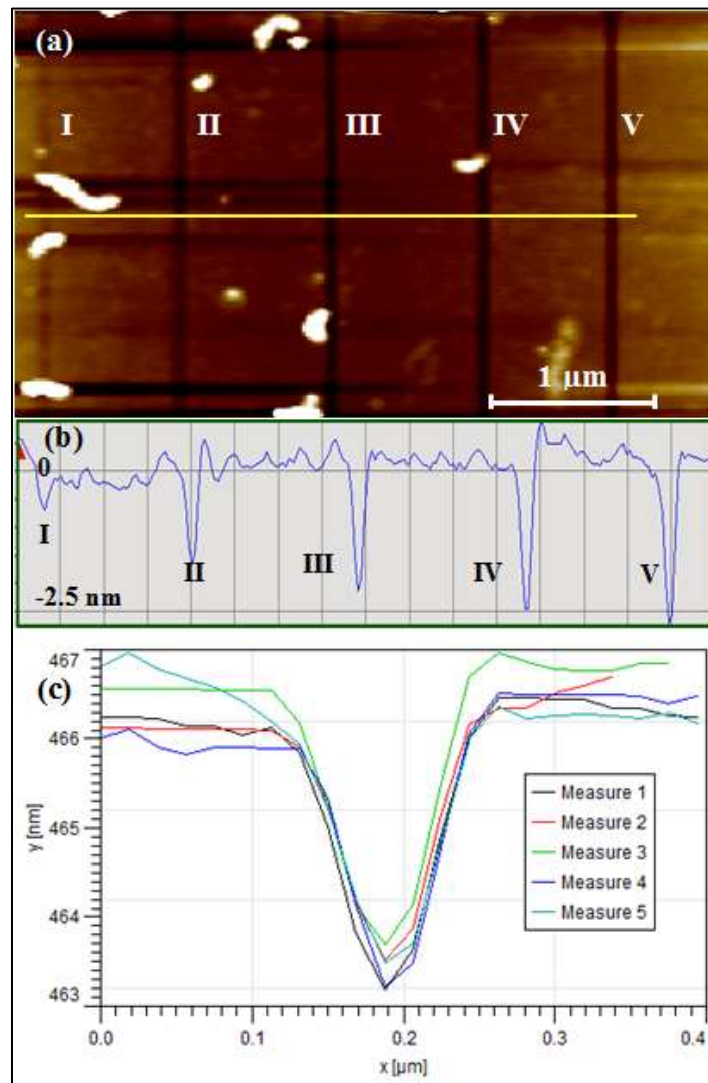 (a)
I II III IV V
1 µm
(b)
0
I
II
III
IV
V
-2.5 nm
(c)
467
466
465
464
463
y [nm]
Measure 1
Measure 2
Measure 3
Measure 4
Measure 5
0.0 0.1 0.2 0.3 0.4
x [µm]